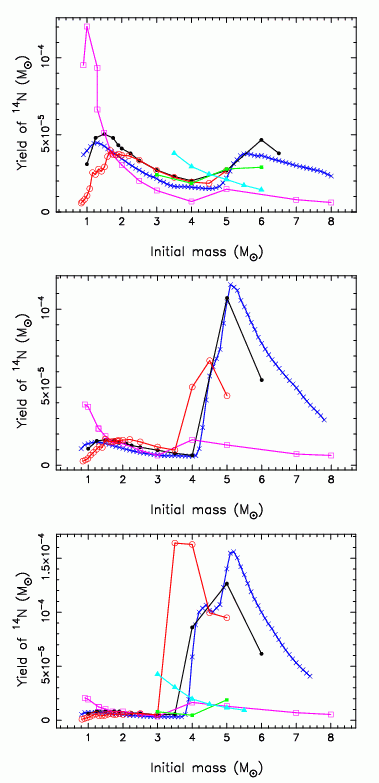 Yield of ¹⁴N (M☉)
10⁻⁴
5×10⁻⁵
0
1 2 3 4 5 6 7 8
Initial mass (M☉)
Yield of ¹⁴N (M☉)
10⁻⁴
5×10⁻⁵
0
1 2 3 4 5 6 7 8
Initial mass (M☉)
Yield of ¹⁴N (M☉)
1.5×10⁻⁴
10⁻⁴
5×10⁻⁵
0
1 2 3 4 5 6 7 8
Initial mass (M☉)